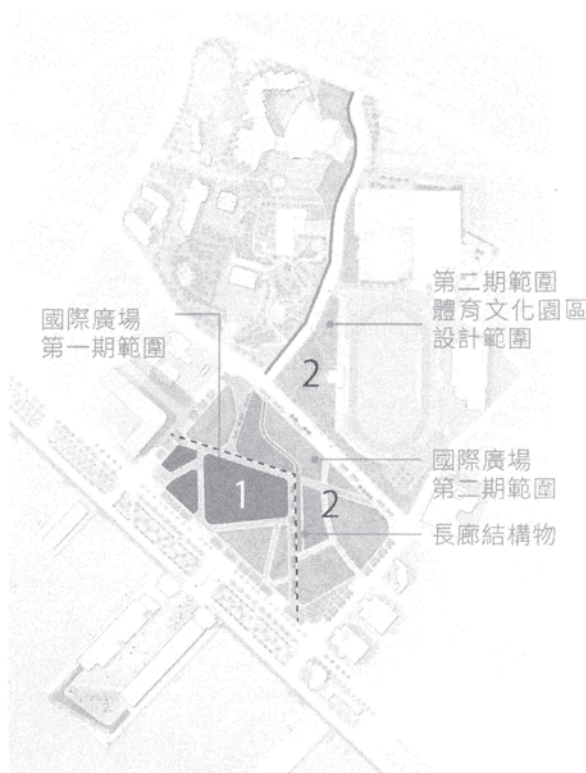 第二期範圍
體育文化園區
設計範圍
國際廣場
第一期範圍
2
國際廣場
第二期範圍
1
2
長廊結構物